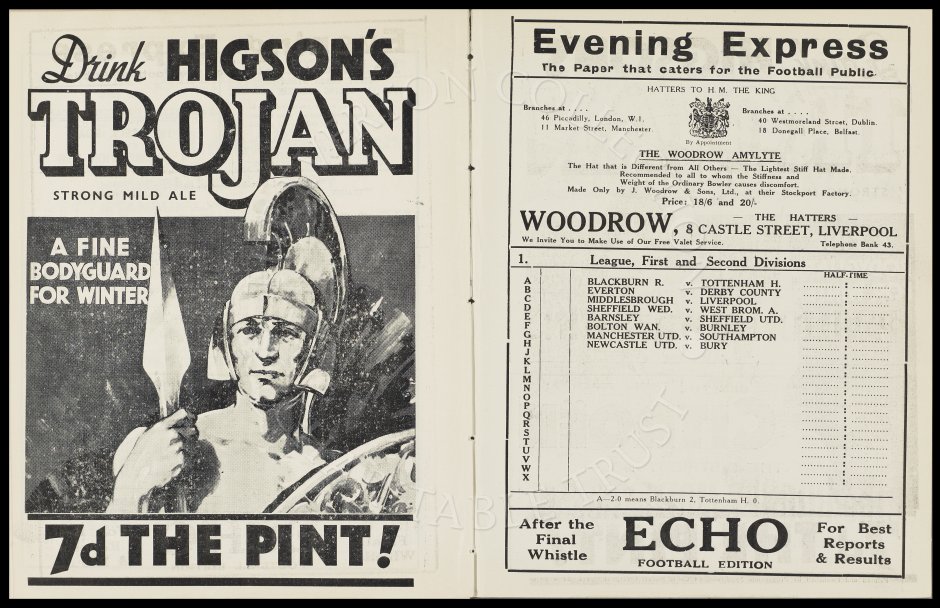 Drink HIGSON'S
TROJAN
STRONG MILD ALE
A FINE
BODYGUARD
FOR WINTER
7d THE PINT!
Evening Express
The Paper that caters for the Football Public.
HATTERS TO H.M. THE KING
Branches at ....
46 Piccadilly, London, W.1.
11 Market Street, Manchester.
By Appointment
Branches at ....
40 Westmoreland Street, Dublin.
18 Donegall Place, Belfast.
THE WOODROW AMYLYTE
The Hat that is Different from All Others — The Lightest Stiff Hat Made.
Recommended to all to whom the Stiffness and
Weight of the Ordinary Bowler causes discomfort.
Made Only by J. Woodrow & Sons, Ltd., at their Stockport Factory.
Price: 18/6 and 20/-
WOODROW, — THE HATTERS —
8 CASTLE STREET, LIVERPOOL
We Invite You to Make Use of Our Free Valet Service. Telephone Bank 43.
1. League, First and Second Divisions
HALF-TIME
A BLACKBURN R. v. TOTTENHAM H.
B EVERTON v. DERBY COUNTY
C MIDDLESBROUGH v. LIVERPOOL
D SHEFFIELD WED. v. WEST BROM. A.
E BARNSLEY v. SHEFFIELD UTD.
F BOLTON WAN. v. BURNLEY
G MANCHESTER UTD. v. SOUTHAMPTON
H NEWCASTLE UTD. v. BURY
J
K
L
M
N
O
P
Q
R
S
T
U
V
W
X
A—2-0 means Blackburn 2, Tottenham H. 0.
After the
Final
Whistle
ECHO
FOOTBALL EDITION
For Best
Reports
& Results